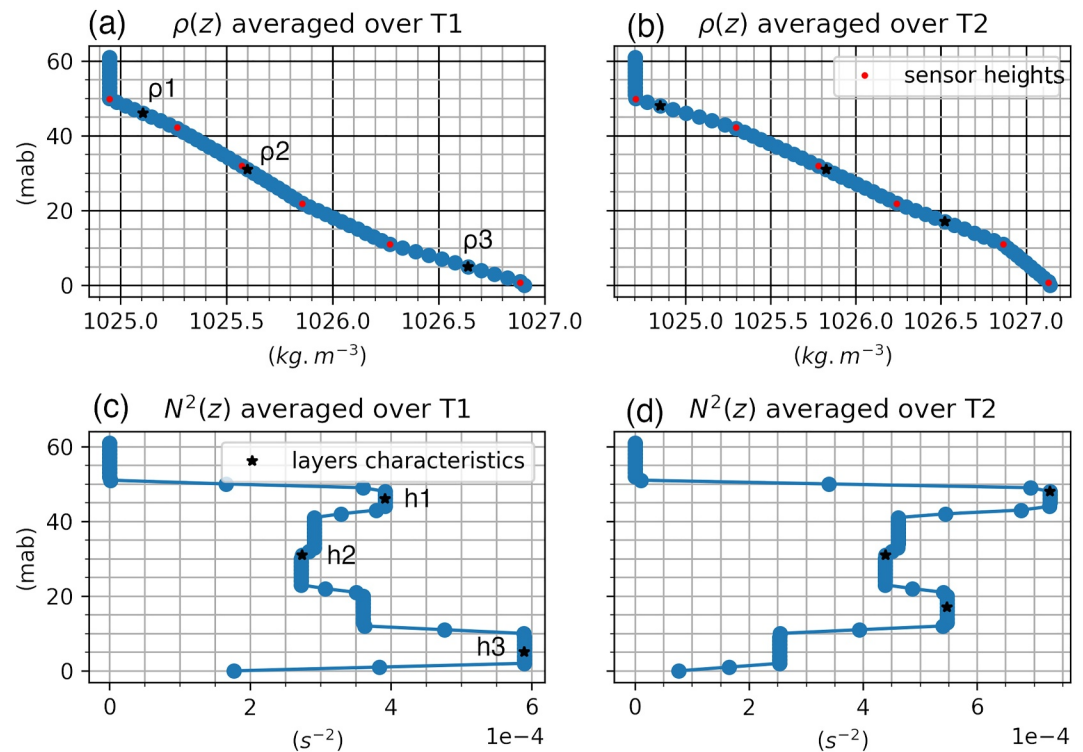 (a) ρ(z) averaged over T1
(b) ρ(z) averaged over T2
60
40
20
0
(mab)
ρ1
ρ2
ρ3
sensor heights
1025.0 1025.5 1026.0 1026.5 1027.0
(kg.m⁻³)
1025.0 1025.5 1026.0 1026.5 1027.0
(kg.m⁻³)
(c) N²(z) averaged over T1
(d) N²(z) averaged over T2
60
40
20
0
(mab)
layers characteristics
h1
h2
h3
0 2 4 6
1e−4
(s⁻²)
0 2 4 6
1e−4
(s⁻²)